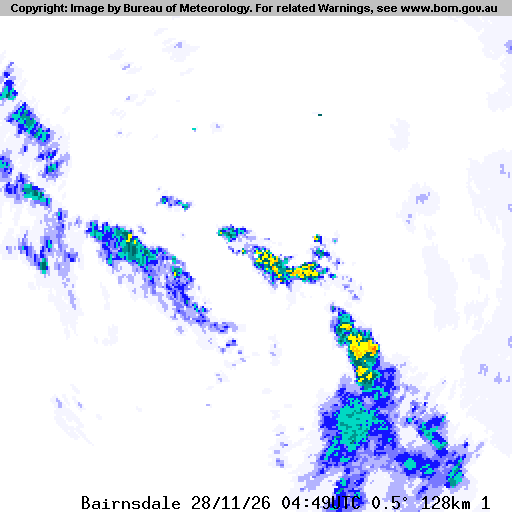 Copyright: Image by Bureau of Meteorology. For related Warnings, see www.bom.gov.au
Bairnsdale 28/11/26 04:49UTC 0.5° 128km 1